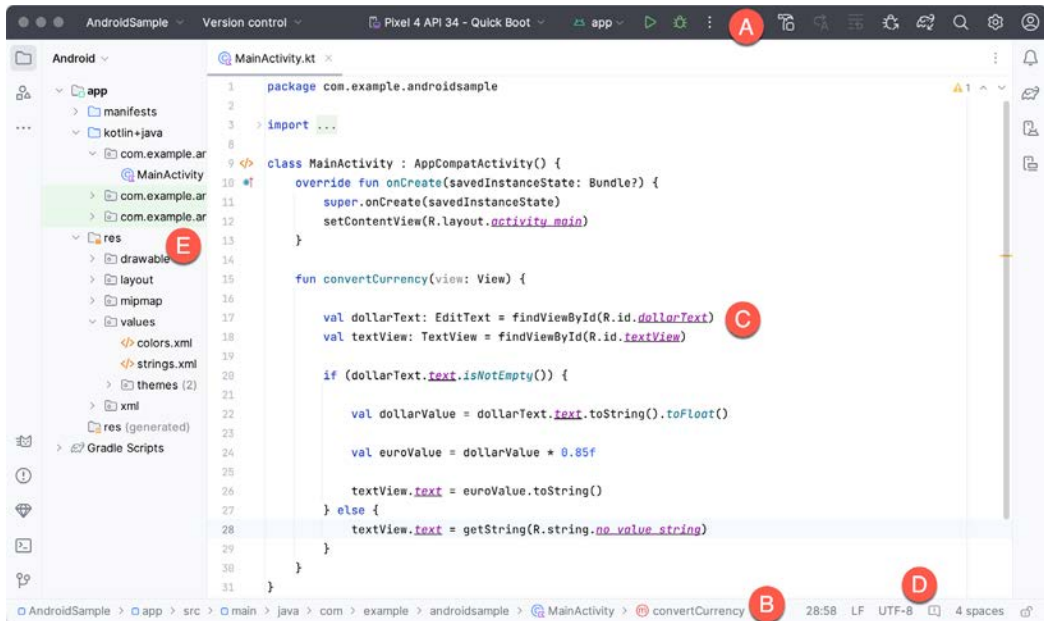 AndroidSample Version control Pixel 4 API 34 - Quick Boot app A
Android MainActivity.kt
app
manifests
kotlin+java
com.example.ar
MainActivity
com.example.ar
com.example.ar
res
E
drawable
layout
mipmap
values
colors.xml
strings.xml
themes (2)
xml
res (generated)
Gradle Scripts
1 package com.example.androidsample 1
2
3 import ...
8
9 class MainActivity : AppCompatActivity() {
10 override fun onCreate(savedInstanceState: Bundle?) {
11 super.onCreate(savedInstanceState)
12 setContentView(R.layout.activity_main)
13 }
14
15 fun convertCurrency(view: View) {
16
17 val dollarText: EditText = findViewById(R.id.dollarText) C
18 val textView: TextView = findViewById(R.id.textView)
19
20 if (dollarText.text.isNotEmpty()) {
21
22 val dollarValue = dollarText.text.toString().toFloat()
23
24 val euroValue = dollarValue * 0.85f
25
26 textView.text = euroValue.toString()
27 } else {
28 textView.text = getString(R.string.no_value_string)
29 }
30 }
31 }
D
AndroidSample > app > src > main > java > com > example > androidsample > MainActivity > convertCurrency B 28:58 LF UTF-8 4 spaces